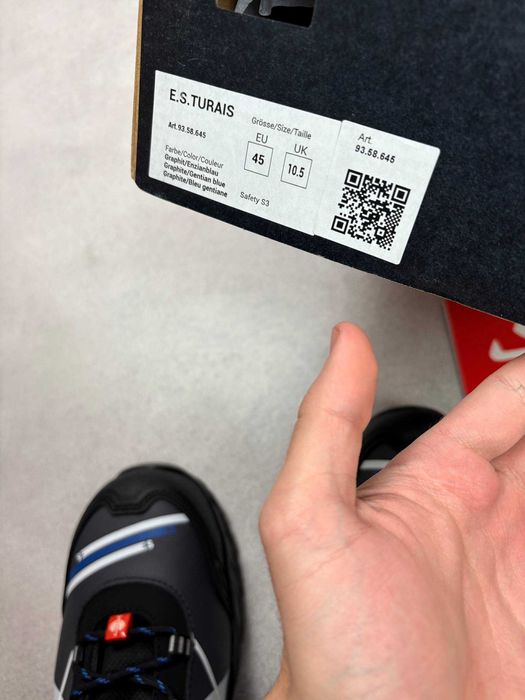 E.S.TURAIS
Art.93.58.645
Größe/Size/Taille
EU
45
UK
10.5
Farbe/Color/Couleur
Graphit/Enzianblau
Graphite/Gentian blue
Graphite/Bleu gentiane
Safety S3
Art.
93.58.645